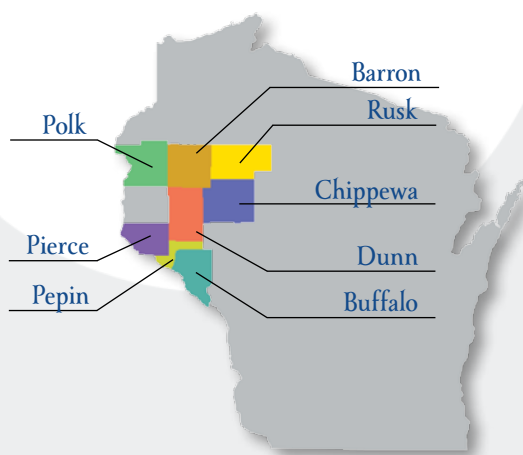 Barron
Rusk
Polk
Chippewa
Pierce
Dunn
Pepin
Buffalo